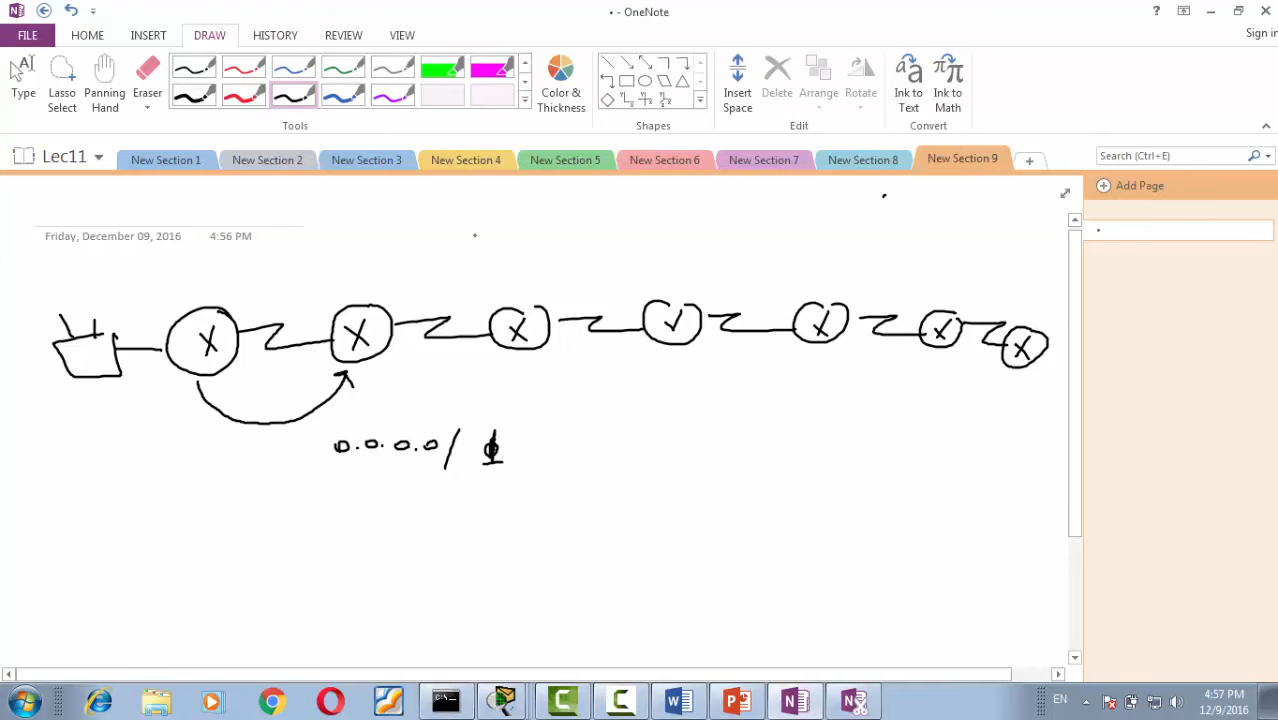 • - OneNote
?
FILE HOME INSERT DRAW HISTORY REVIEW VIEW
Sign in
Type
Lasso Select
Panning Hand
Eraser
Color & Thickness
Insert Space
Delete
Arrange
Rotate
Ink to Text
Ink to Math
Tools
Shapes
Edit
Convert
Lec11
New Section 1
New Section 2
New Section 3
New Section 4
New Section 5
New Section 6
New Section 7
New Section 8
New Section 9
Search (Ctrl+E)
Add Page
Friday, December 09, 2016 4:56 PM
X X X X X X
0.0.0.0/
EN
4:57 PM
12/9/2016